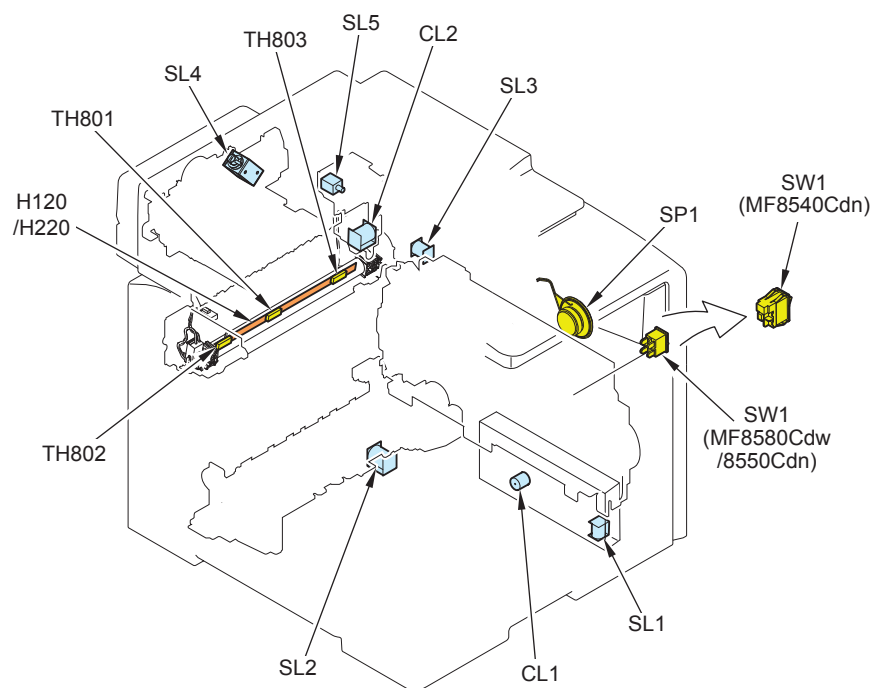 SL5
CL2
TH803
SL4
SL3
TH801
SW1
(MF8540Cdn)
H120
/H220
SP1
SW1
(MF8580Cdw
/8550Cdn)
TH802
SL1
SL2
CL1